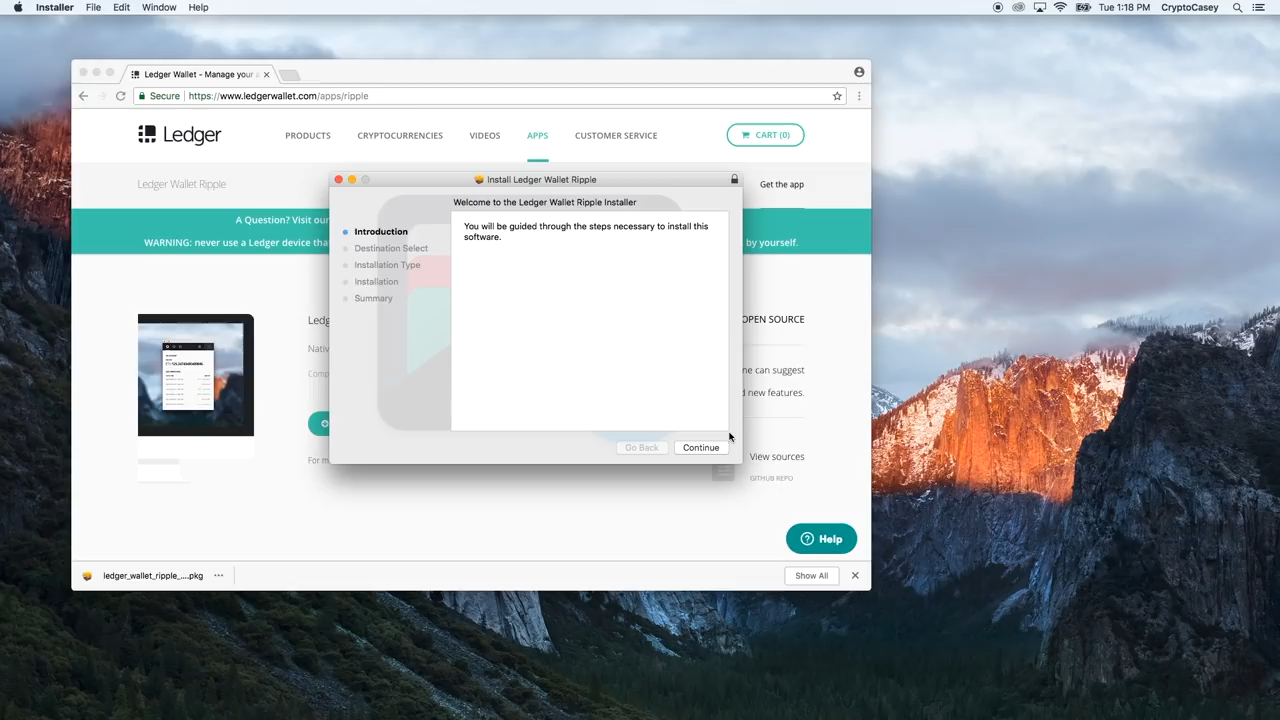 Installer File Edit Window Help
Tue 1:18 PM CryptoCasey
Ledger Wallet - Manage your a
Secure https://www.ledgerwallet.com/apps/ripple
Ledger
PRODUCTS CRYPTOCURRENCIES VIDEOS APPS CUSTOMER SERVICE
CART (0)
Ledger Wallet Ripple
Get the app
A Question? Visit our
WARNING: never use a Ledger device tha
by yourself.
Install Ledger Wallet Ripple
Welcome to the Ledger Wallet Ripple Installer
Introduction
Destination Select
Installation Type
Installation
Summary
You will be guided through the steps necessary to install this
software.
Go Back
Continue
Ledg
Nativ
Comp
For m
OPEN SOURCE
ne can suggest
d new features.
View sources
GITHUB REPO
Help
ledger_wallet_ripple_....pkg
Show All